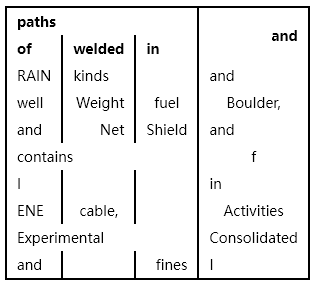 paths and
of welded in
RAIN kinds and
well Weight fuel Boulder,
and Net Shield and
contains f
I in
ENE cable, Activities
Experimental Consolidated
and fines I